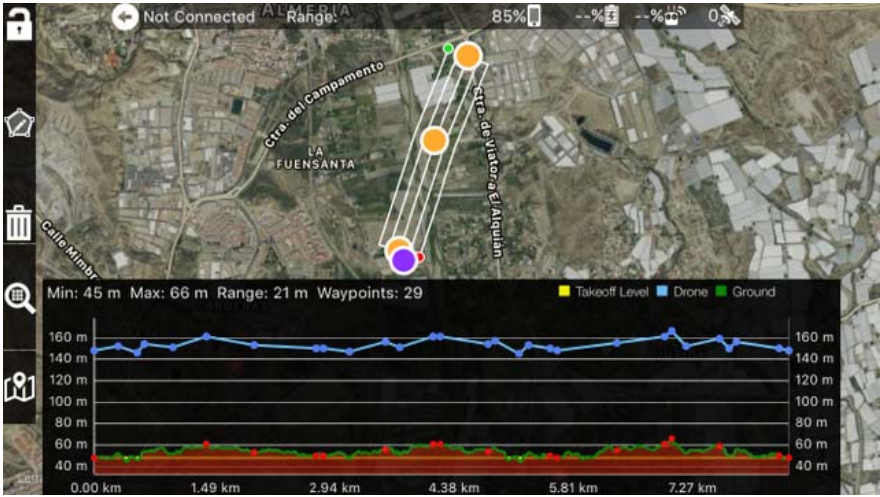 ALMERIA
Not Connected Range: 85% --% --% 0
Ctra. del Campamento
LA
FUENSANTA
Ctra. de Viator a El Alquián
Calle Mimbr
Min: 45 m Max: 66 m Range: 21 m Waypoints: 29
Takeoff Level Drone Ground
160 m 160 m
140 m 140 m
120 m 120 m
100 m 100 m
80 m 80 m
60 m 60 m
40 m 40 m
0.00 km 1.49 km 2.94 km 4.38 km 5.81 km 7.27 km